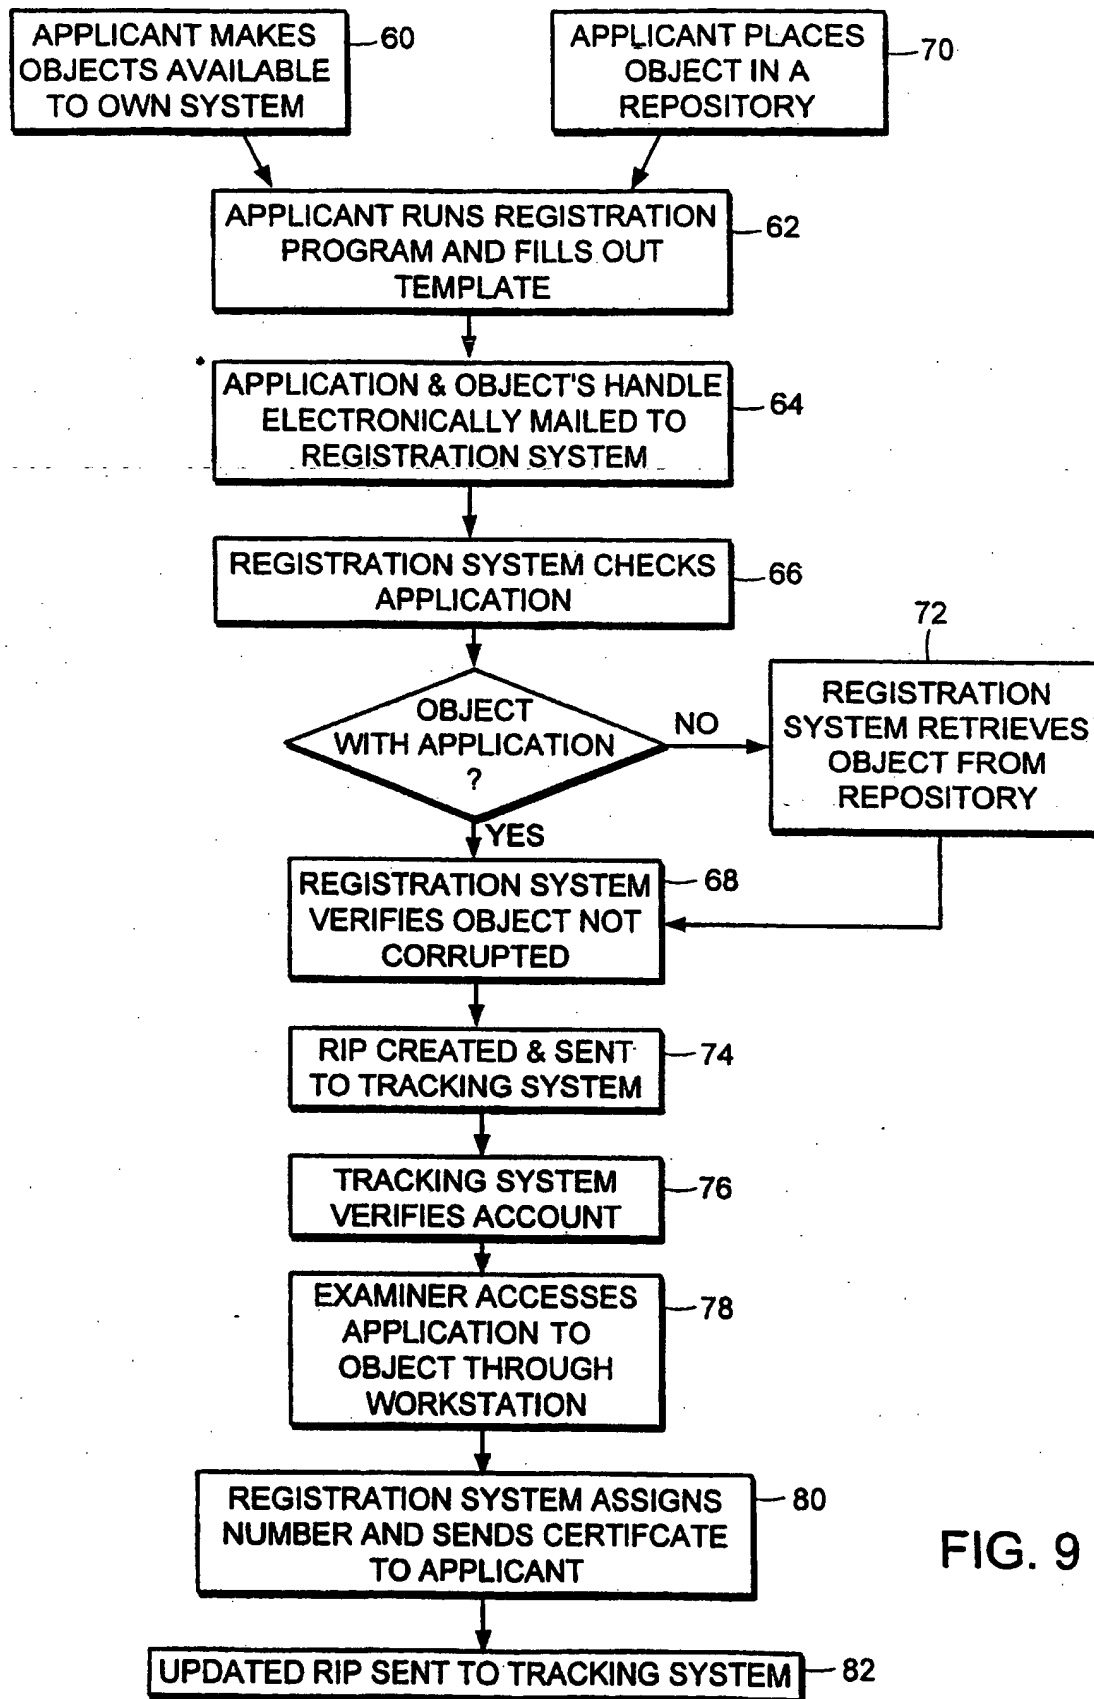 APPLICANT MAKES
OBJECTS AVAILABLE
TO OWN SYSTEM
60
APPLICANT PLACES
OBJECT IN A
REPOSITORY
70
APPLICANT RUNS REGISTRATION
PROGRAM AND FILLS OUT
TEMPLATE
62
APPLICATION & OBJECT'S HANDLE
ELECTRONICALLY MAILED TO
REGISTRATION SYSTEM
64
REGISTRATION SYSTEM CHECKS
APPLICATION
66
OBJECT
WITH APPLICATION
?
NO
72
REGISTRATION
SYSTEM RETRIEVES
OBJECT FROM
REPOSITORY
YES
REGISTRATION SYSTEM
VERIFIES OBJECT NOT
CORRUPTED
68
RIP CREATED & SENT
TO TRACKING SYSTEM
74
TRACKING SYSTEM
VERIFIES ACCOUNT
76
EXAMINER ACCESSES
APPLICATION TO
OBJECT THROUGH
WORKSTATION
78
REGISTRATION SYSTEM ASSIGNS
NUMBER AND SENDS CERTIFCATE
TO APPLICANT
80
FIG. 9
UPDATED RIP SENT TO TRACKING SYSTEM
82